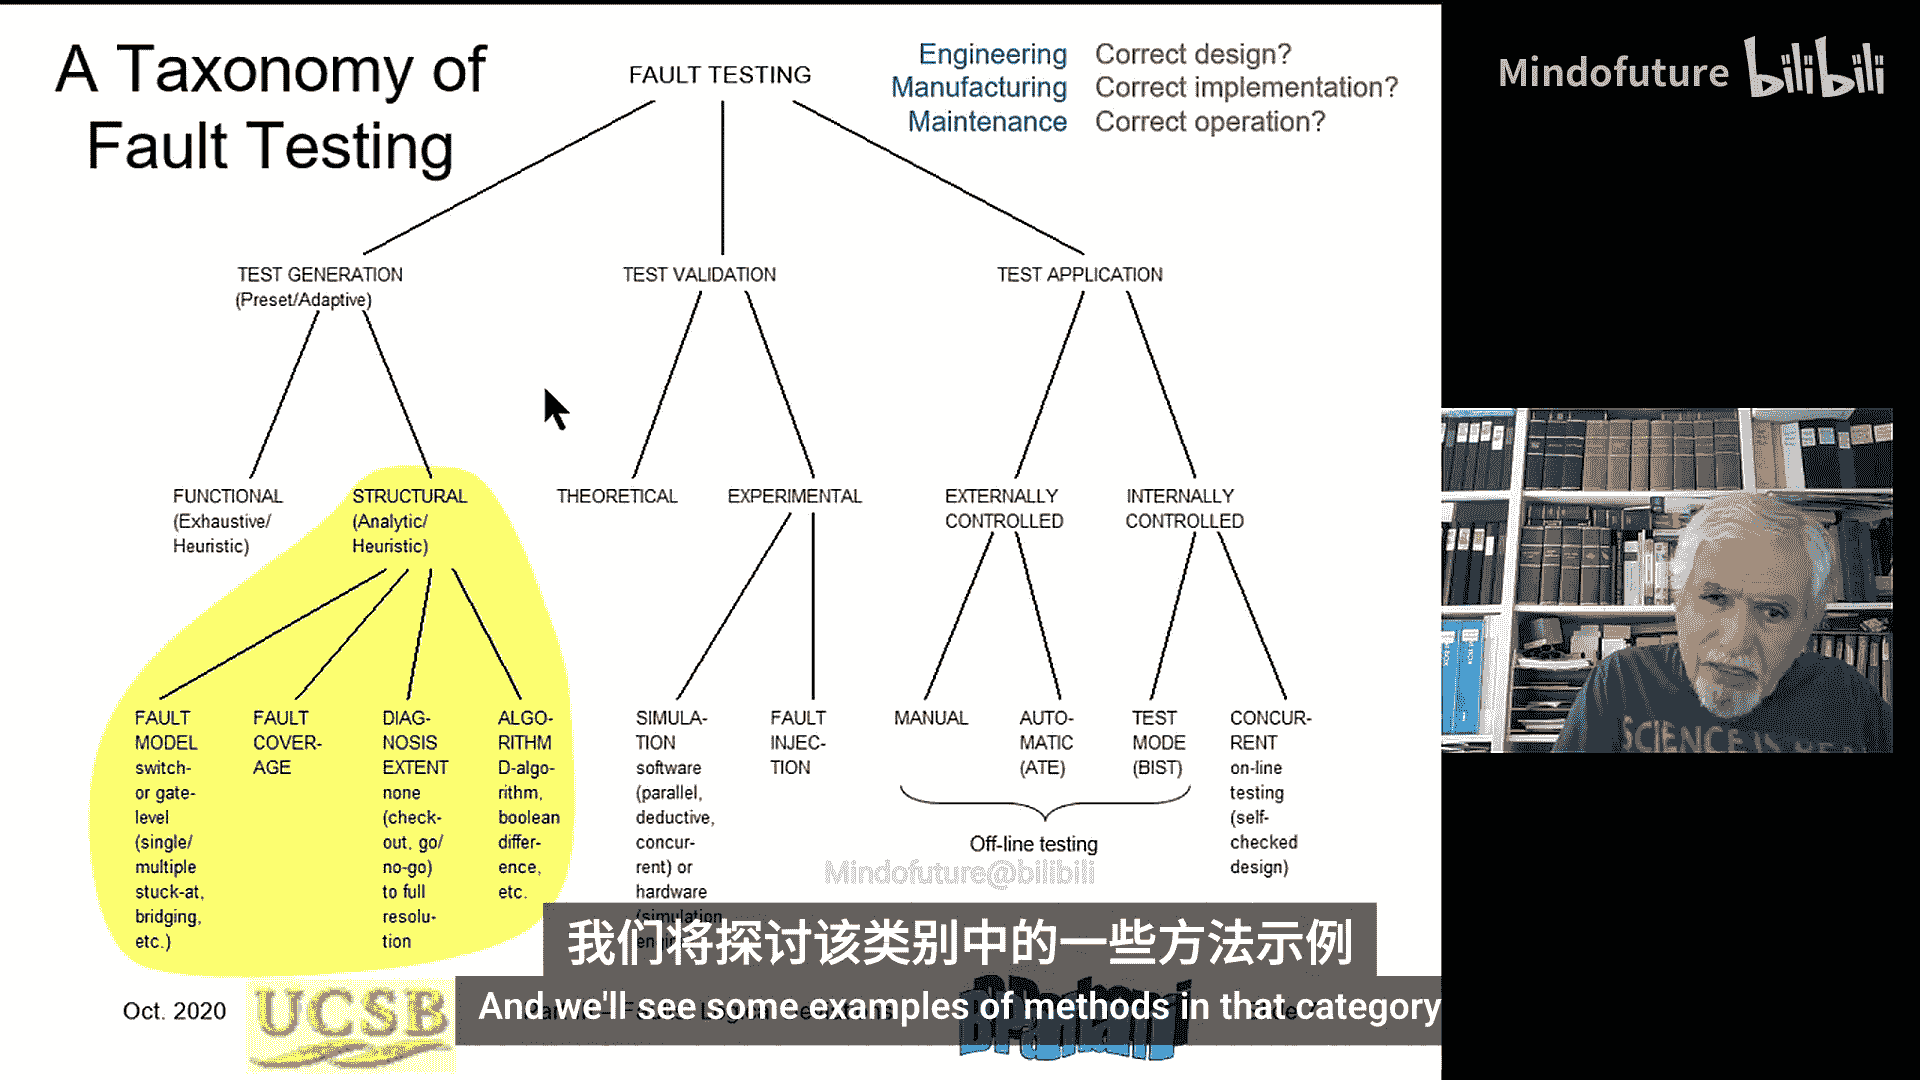 A Taxonomy of
Fault Testing
FAULT TESTING
Engineering Correct design?
Manufacturing Correct implementation?
Maintenance Correct operation?
Mindofuture bilibili
TEST GENERATION
(Preset/Adaptive)
TEST VALIDATION
TEST APPLICATION
FUNCTIONAL
(Exhaustive/
Heuristic)
STRUCTURAL
(Analytic/
Heuristic)
THEORETICAL
EXPERIMENTAL
EXTERNALLY
CONTROLLED
INTERNALLY
CONTROLLED
FAULT
MODEL
switch-
or gate-
level
(single/
multiple
stuck-at,
bridging,
etc.)
FAULT
COVER-
AGE
DIAG-
NOSIS
EXTENT
none
(check-
out, go/
no-go)
to full
resolu-
tion
ALGO-
RITHM
D-algo-
rithm,
boolean
differ-
ence,
etc.
SIMULA-
TION
software
(parallel,
deductive,
concur-
rent) or
hardware
(simulation
FAULT
INJEC-
TION
MANUAL
AUTO-
MATIC
(ATE)
TEST
MODE
(BIST)
Off-line testing
CONCUR-
RENT
on-line
testing
(self-
checked
design)
Mindofuture@bilibili
我们将探讨该类别中的一些方法示例
And we'll see some examples of methods in that category
Oct. 2020
UCSB
SCIENCE IS REAL